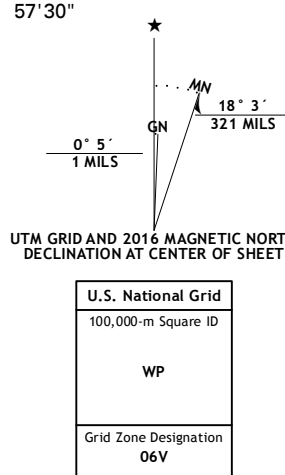 57'30"
MN
GN
18° 3´
321 MILS
0° 5´
1 MILS
UTM GRID AND 2016 MAGNETIC NORT
DECLINATION AT CENTER OF SHEET
U.S. National Grid
100,000-m Square ID
WP
Grid Zone Designation
06V